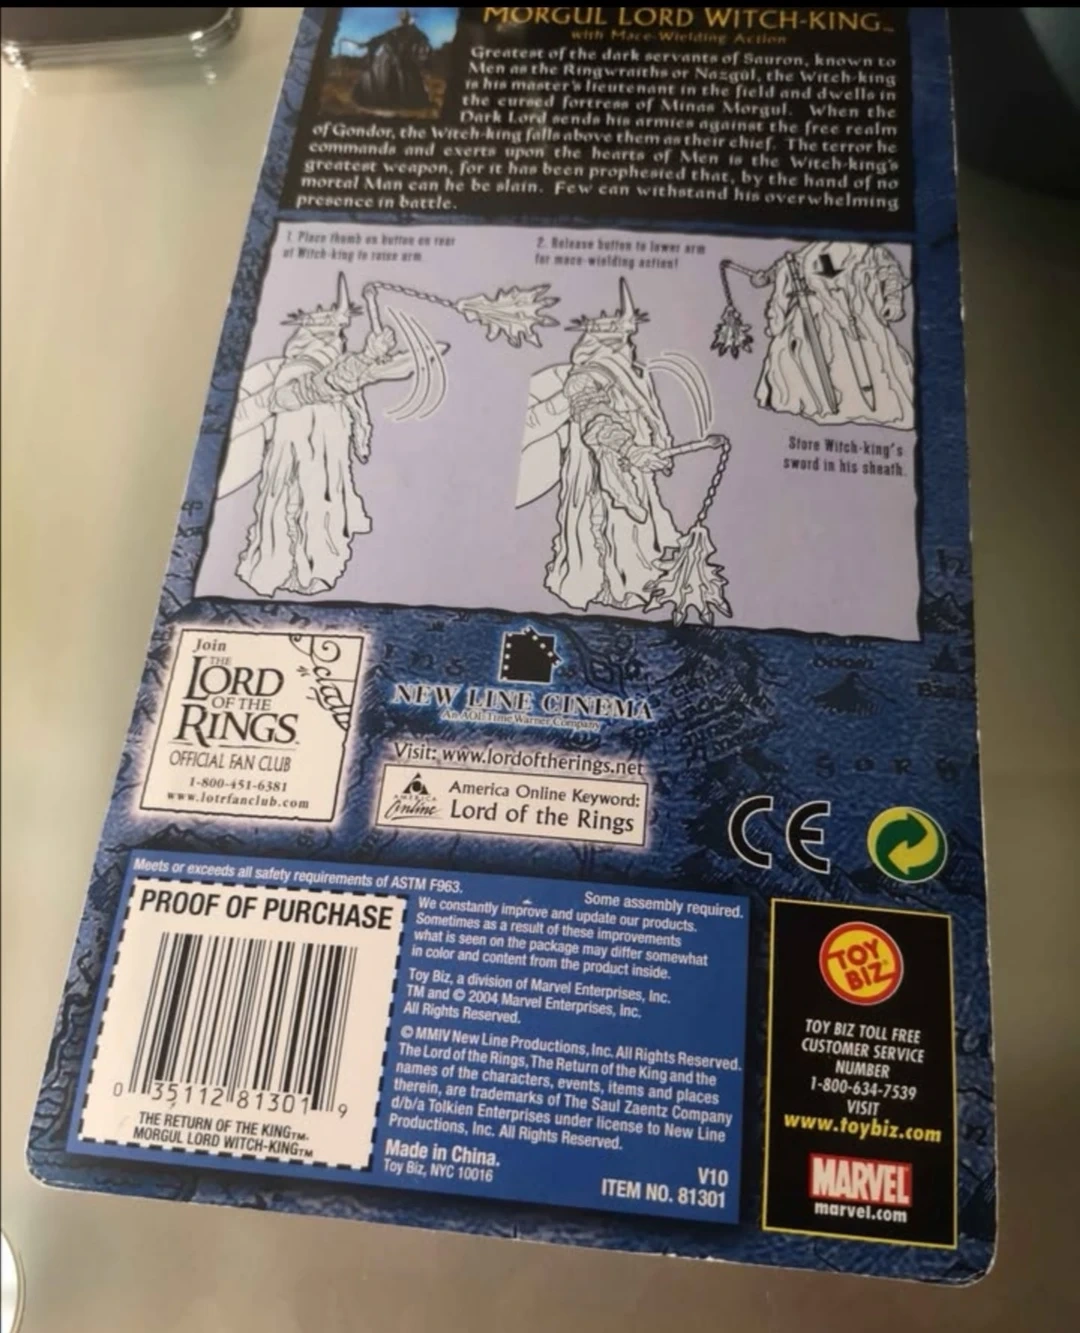 MORGUL LORD WITCH-KING™
with Mace-Wielding Action
Greatest of the dark servants of Sauron, known to
Men as the Ringwraiths or Nazgûl, the Witch-king
is his master's lieutenant in the field and dwells in
the cursed fortress of Minas Morgul. When the
Dark Lord sends his armies against the free realm
of Gondor, the Witch-king falls above them as their chief. The terror he
commands and exerts upon the hearts of Men is the Witch-king's
greatest weapon, for it has been prophesied that, by the hand of no
mortal Man can he be slain. Few can withstand his overwhelming
presence in battle.
1. Place thumb on button on rear
of Witch-king to raise arm
2. Release button to lower arm
for mace-wielding action!
Store Witch-king's
sword in his sheath.
Join
THE
LORD
OF THE
RINGS™
OFFICIAL FAN CLUB
1-800-451-6381
www.lotrfanclub.com
NEW LINE CINEMA
An AOL Time Warner Company
Visit: www.lordoftherings.net
AMERICA
Online
America Online Keyword:
Lord of the Rings
CE
Meets or exceeds all safety requirements of ASTM F963.
Some assembly required.
PROOF OF PURCHASE
0 35112 81301 9
THE RETURN OF THE KING™
MORGUL LORD WITCH-KING™
We constantly improve and update our products.
Sometimes as a result of these improvements
what is seen on the package may differ somewhat
in color and content from the product inside.
Toy Biz, a division of Marvel Enterprises, Inc.
TM and © 2004 Marvel Enterprises, Inc.
All Rights Reserved.
© MMIV New Line Productions, Inc. All Rights Reserved.
The Lord of the Rings, The Return of the King and the
names of the characters, events, items and places
therein, are trademarks of The Saul Zaentz Company
d/b/a Tolkien Enterprises under license to New Line
Productions, Inc. All Rights Reserved.
Made in China.
Toy Biz, NYC 10016
V10
ITEM NO. 81301
TOY
BIZ®
TOY BIZ TOLL FREE
CUSTOMER SERVICE
NUMBER
1-800-634-7539
VISIT
www.toybiz.com
MARVEL
marvel.com